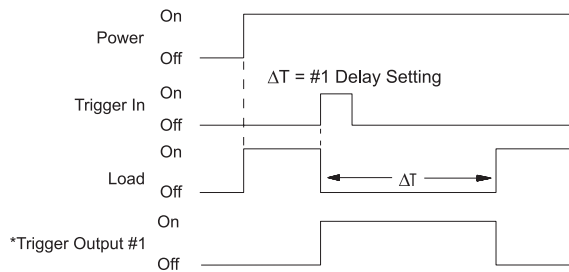 On
Power
Off
ΔT = #1 Delay Setting
On
Trigger In
Off
On
Load
ΔT
Off
On
*Trigger Output #1
Off